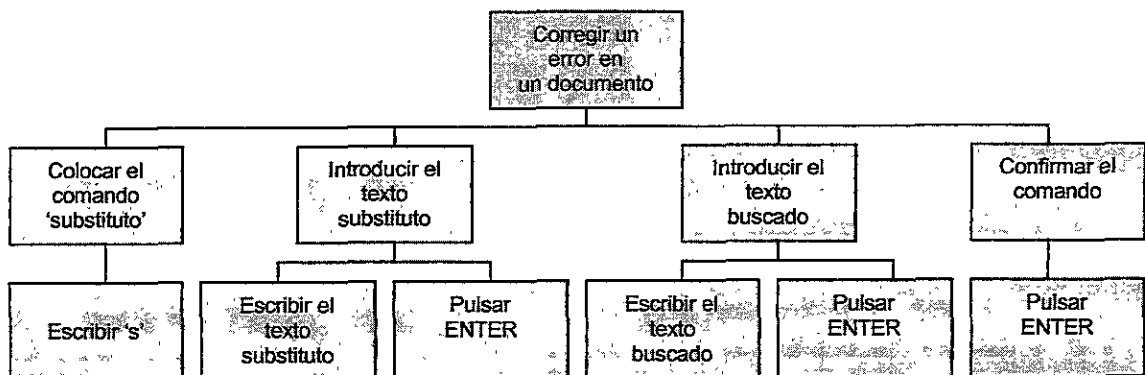 Corregir un
error en
un documento
Colocar el
comando
‘substituto’
Introducir el
texto
substituto
Introducir el
texto
buscado
Confirmar el
comando
Escribir ‘s’
Escribir el
texto
substituto
Pulsar
ENTER
Escribir el
texto
buscado
Pulsar
ENTER
Pulsar
ENTER